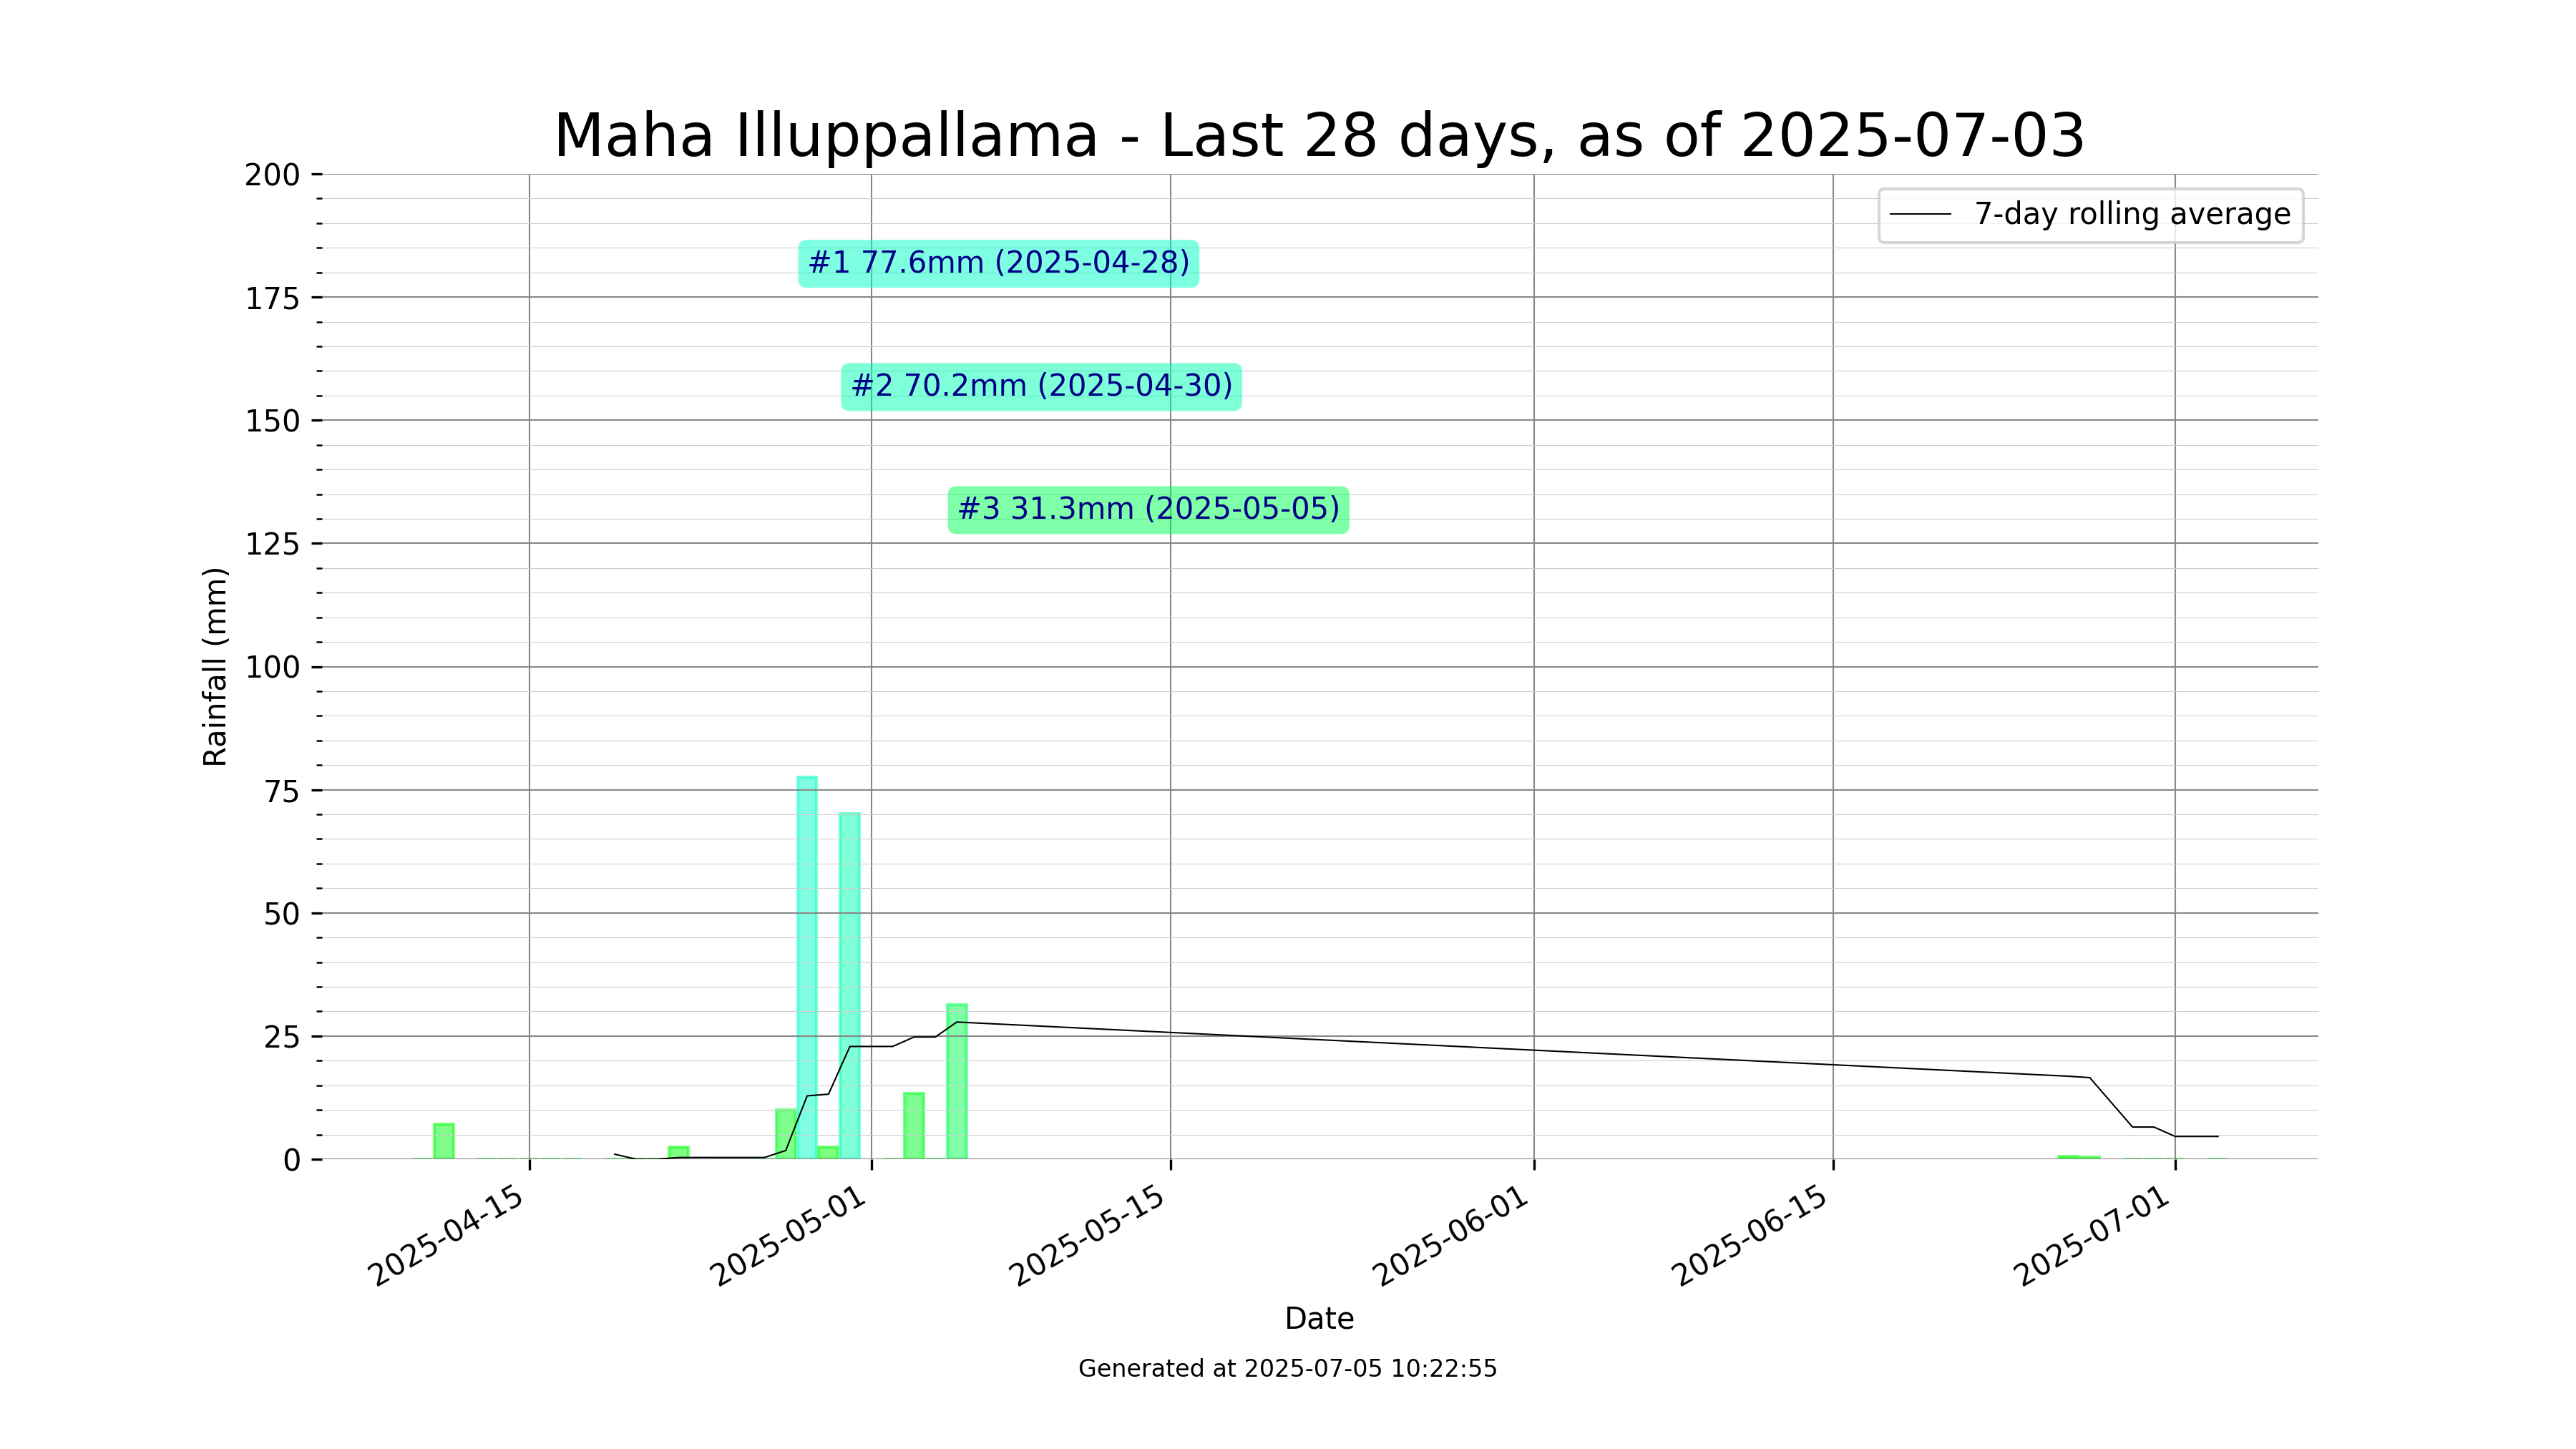 Maha Illuppallama - Last 28 days, as of 2025-07-03
7-day rolling average
#1 77.6mm (2025-04-28)
#2 70.2mm (2025-04-30)
#3 31.3mm (2025-05-05)
Rainfall (mm)
200
175
150
125
100
75
50
25
0
2025-04-15
2025-05-01
2025-05-15
2025-06-01
2025-06-15
2025-07-01
Date
Generated at 2025-07-05 10:22:55